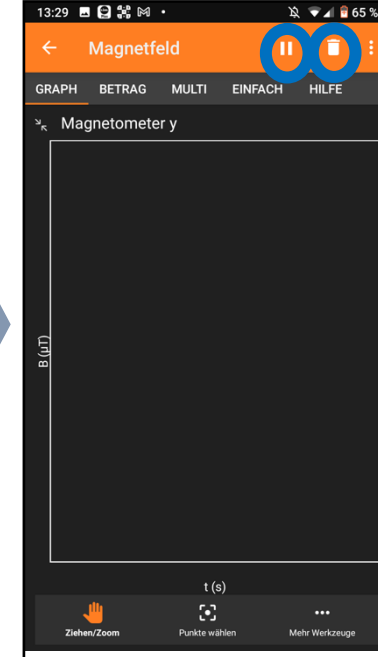 13:29 65 %
Magnetfeld
GRAPH BETRAG MULTI EINFACH HILFE
Magnetometer y
B (µT)
t (s)
Ziehen/Zoom Punkte wählen Mehr Werkzeuge